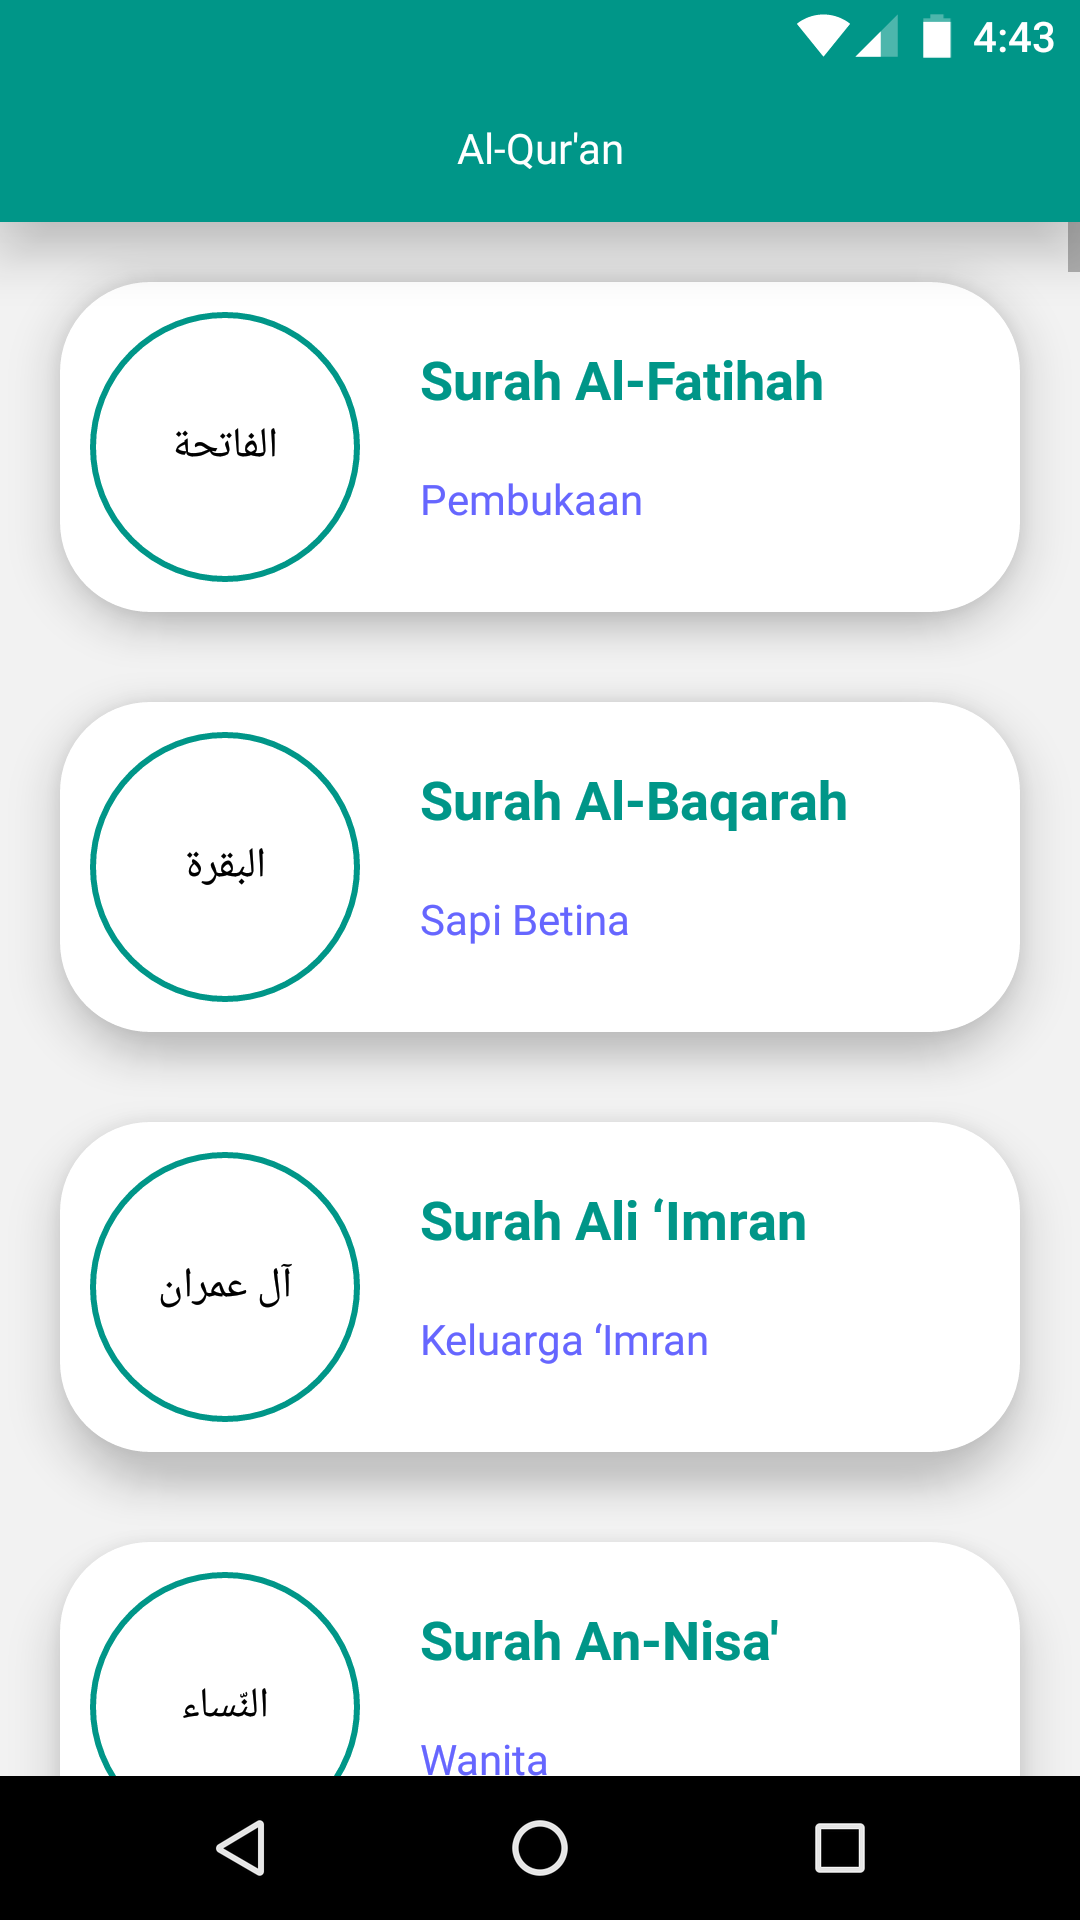 4:43
Al-Qur'an
الفاتحة
Surah Al-Fatihah
Pembukaan
البقرة
Surah Al-Baqarah
Sapi Betina
آل عمران
Surah Ali ‘Imran
Keluarga ‘Imran
النّساء
Surah An-Nisa'
Wanita